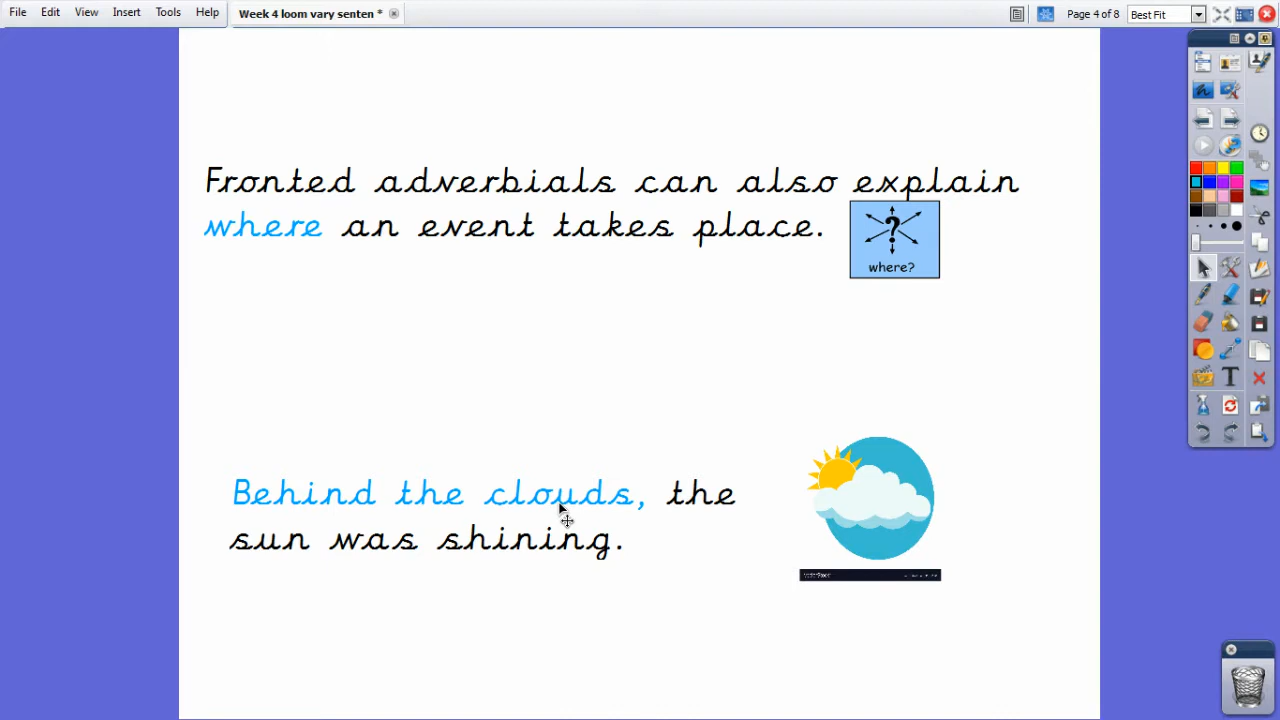 File Edit View Insert Tools Help Week 4 loom vary senten * Page 4 of 8 Best Fit
Fronted adverbials can also explain
where an event takes place.
?
where?
Behind the clouds, the
sun was shining.
T